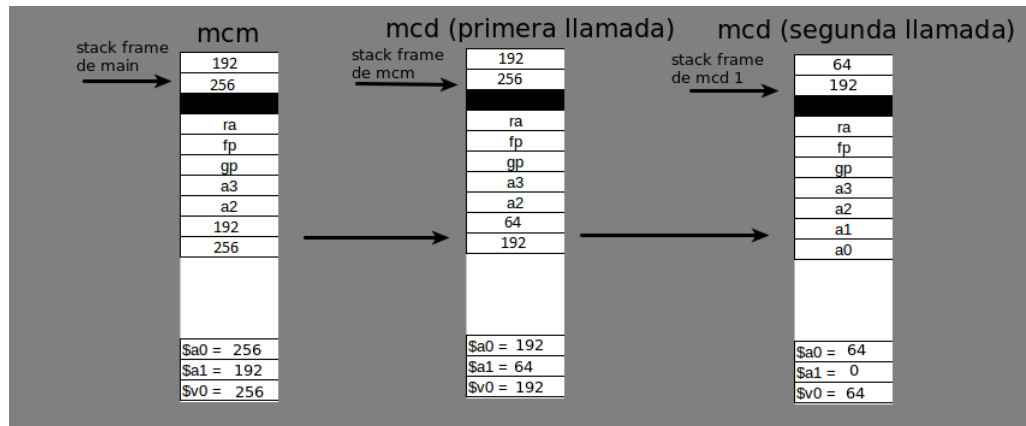 mcm
stack frame
de main
192
256
ra
fp
gp
a3
a2
192
256
$a0 = 256
$a1 = 192
$v0 = 256
mcd (primera llamada)
stack frame
de mcm
192
256
ra
fp
gp
a3
a2
64
192
$a0 = 192
$a1 = 64
$v0 = 192
mcd (segunda llamada)
stack frame
de mcd 1
64
192
ra
fp
gp
a3
a2
a1
a0
$a0 = 64
$a1 = 0
$v0 = 64